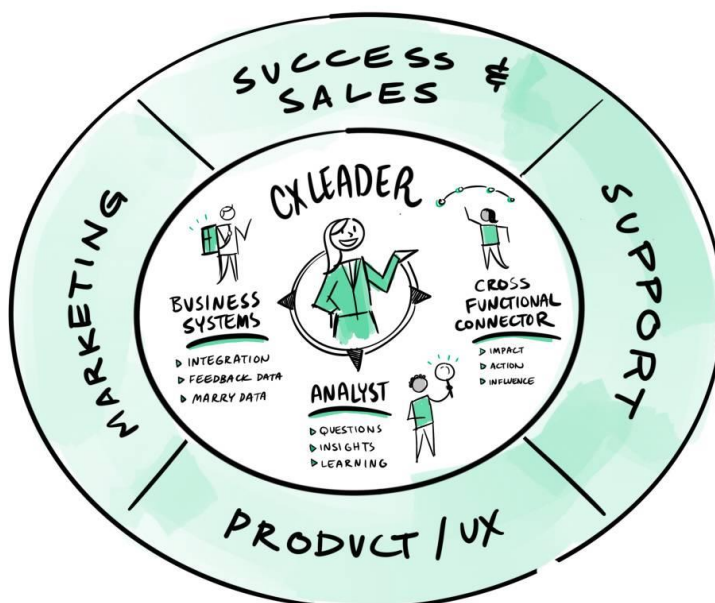 SUCCESS &
SALES
MARKETING
SUPPORT
CX LEADER
BUSINESS
SYSTEMS
INTEGRATION
FEEDBACK DATA
MARRY DATA
CROSS
FUNCTIONAL
CONNECTOR
IMPACT
ACTION
INFLUENCE
ANALYST
QUESTIONS
INSIGHTS
LEARNING
PRODUCT / UX